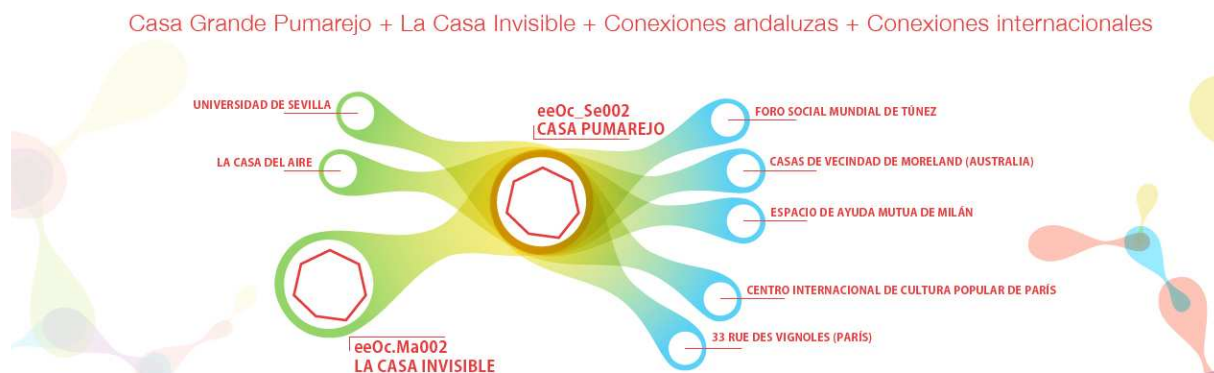 Casa Grande Pumarejo + La Casa Invisible + Conexiones andaluzas + Conexiones internacionales
UNIVERSIDAD DE SEVILLA
eeOc_Se002
CASA PUMAREJO
FORO SOCIAL MUNDIAL DE TÚNEZ
LA CASA DEL AIRE
CASAS DE VECINDAD DE MORELAND (AUSTRALIA)
ESPACIO DE AYUDA MUTUA DE MILÁN
CENTRO INTERNACIONAL DE CULTURA POPULAR DE PARÍS
33 RUE DES VIGNOLES (PARÍS)
eeOc.Ma002
LA CASA INVISIBLE